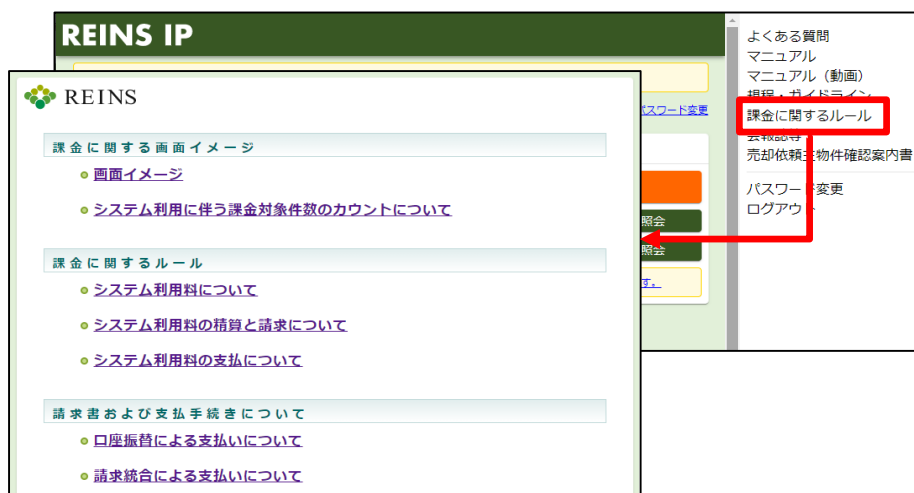 REINS IP
よくある質問
マニュアル
マニュアル（動画）
規程・ガイドライン
課金に関するルール
会報誌等
売却依頼主物件確認案内書
パスワード変更
ログアウト
パスワード変更
照会
照会
す。
REINS
課金に関する画面イメージ
画面イメージ
システム利用に伴う課金対象件数のカウントについて
課金に関するルール
システム利用料について
システム利用料の精算と請求について
システム利用料の支払について
請求書および支払手続きについて
口座振替による支払いについて
請求統合による支払いについて